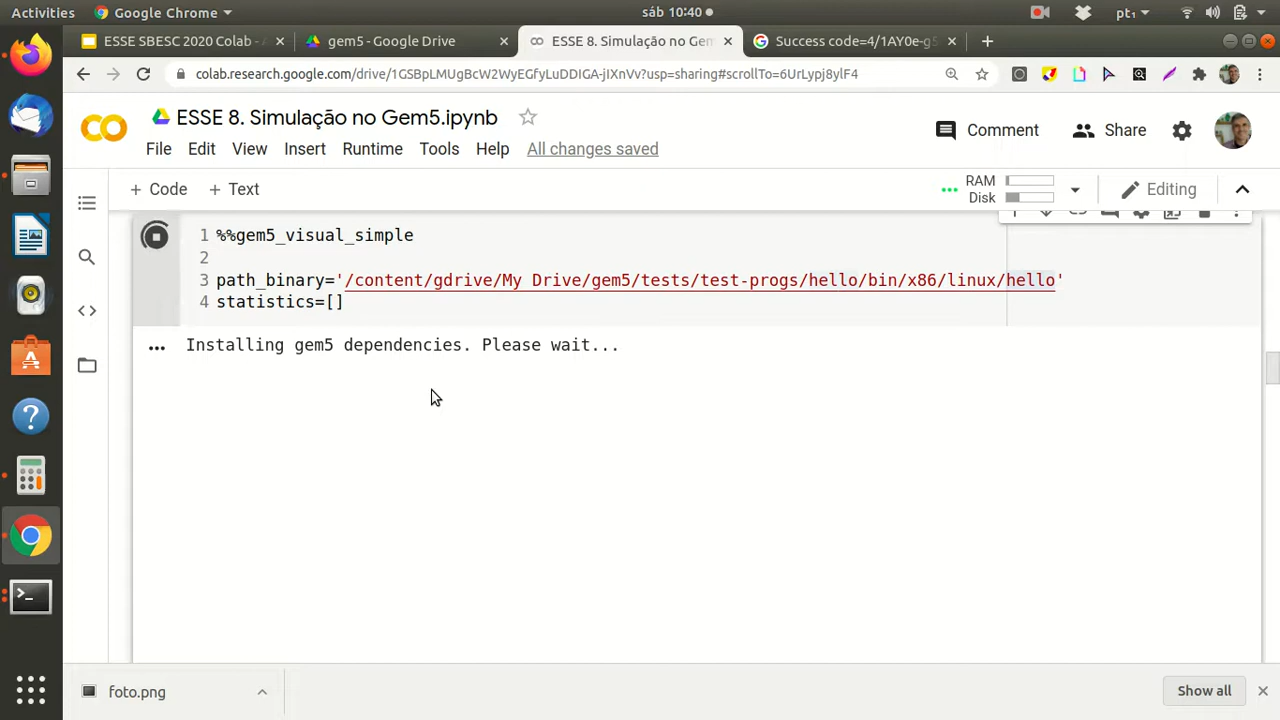 Activities Google Chrome sáb 10:40 pt1
ESSE SBESC 2020 Colab - gem5 - Google Drive ESSE 8. Simulação no Gem Success code=4/1AY0e-gS
colab.research.google.com/drive/1GSBpLMUgBcW2WyEGfyLuDDIGA-jIXnVv?usp=sharing#scrollTo=6UrLypj8ylF4
ESSE 8. Simulação no Gem5.ipynb
Comment Share
File Edit View Insert Runtime Tools Help All changes saved
+ Code + Text RAM Disk Editing
1 %%gem5_visual_simple
2
3 path_binary='/content/gdrive/My Drive/gem5/tests/test-progs/hello/bin/x86/linux/hello'
4 statistics=[]
Installing gem5 dependencies. Please wait...
foto.png Show all